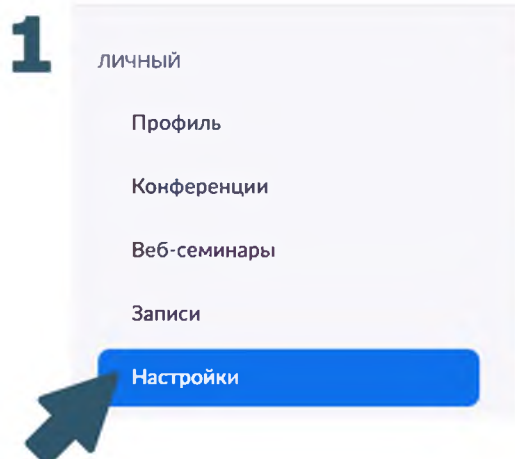 1
ЛИЧНЫЙ
Профиль
Конференции
Веб-семинары
Записи
Настройки